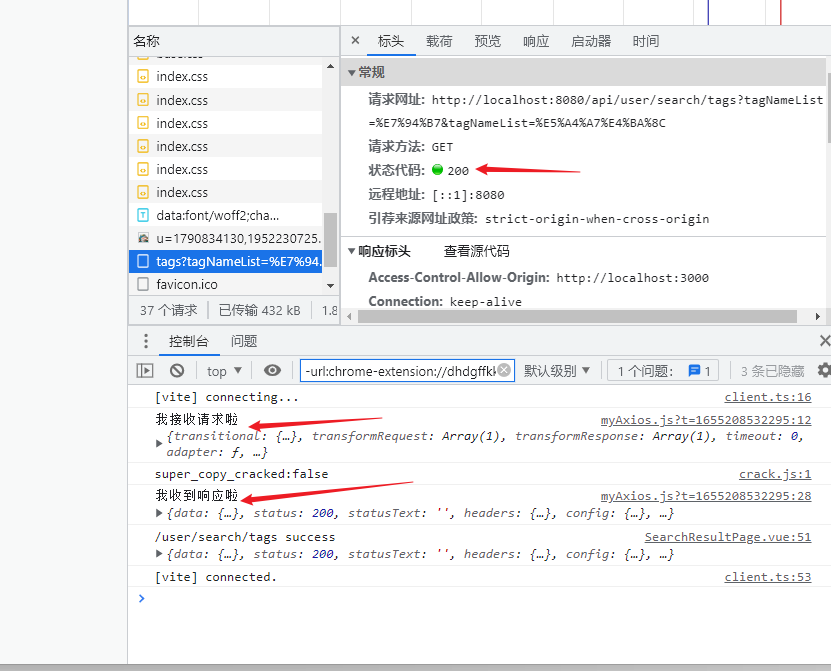 名称
index.css
index.css
index.css
index.css
index.css
index.css
data:font/woff2;cha...
u=1790834130,1952230725.
tags?tagNameList=%E7%94.
favicon.ico
37 个请求 已传输 432 kB 1.8
× 标头 载荷 预览 响应 启动器 时间
常规
请求网址: http://localhost:8080/api/user/search/tags?tagNameList
=%E7%94%B7&tagNameList=%E5%A4%A7%E4%BA%8C
请求方法: GET
状态代码: 200
远程地址: [::1]:8080
引荐来源网址政策: strict-origin-when-cross-origin
响应标头 查看源代码
Access-Control-Allow-Origin: http://localhost:3000
Connection: keep-alive
控制台 问题
top -url:chrome-extension://dhdgffkk 默认级别 1 个问题: 1 3 条已隐藏
[vite] connecting... client.ts:16
我接收请求啦 myAxios.js?t=1655208532295:12
{transitional: {…}, transformRequest: Array(1), transformResponse: Array(1), timeout: 0,
adapter: ƒ, …}
super_copy_cracked:false crack.js:1
我收到响应啦 myAxios.js?t=1655208532295:28
{data: {…}, status: 200, statusText: '', headers: {…}, config: {…}, …}
/user/search/tags success SearchResultPage.vue:51
{data: {…}, status: 200, statusText: '', headers: {…}, config: {…}, …}
[vite] connected. client.ts:53